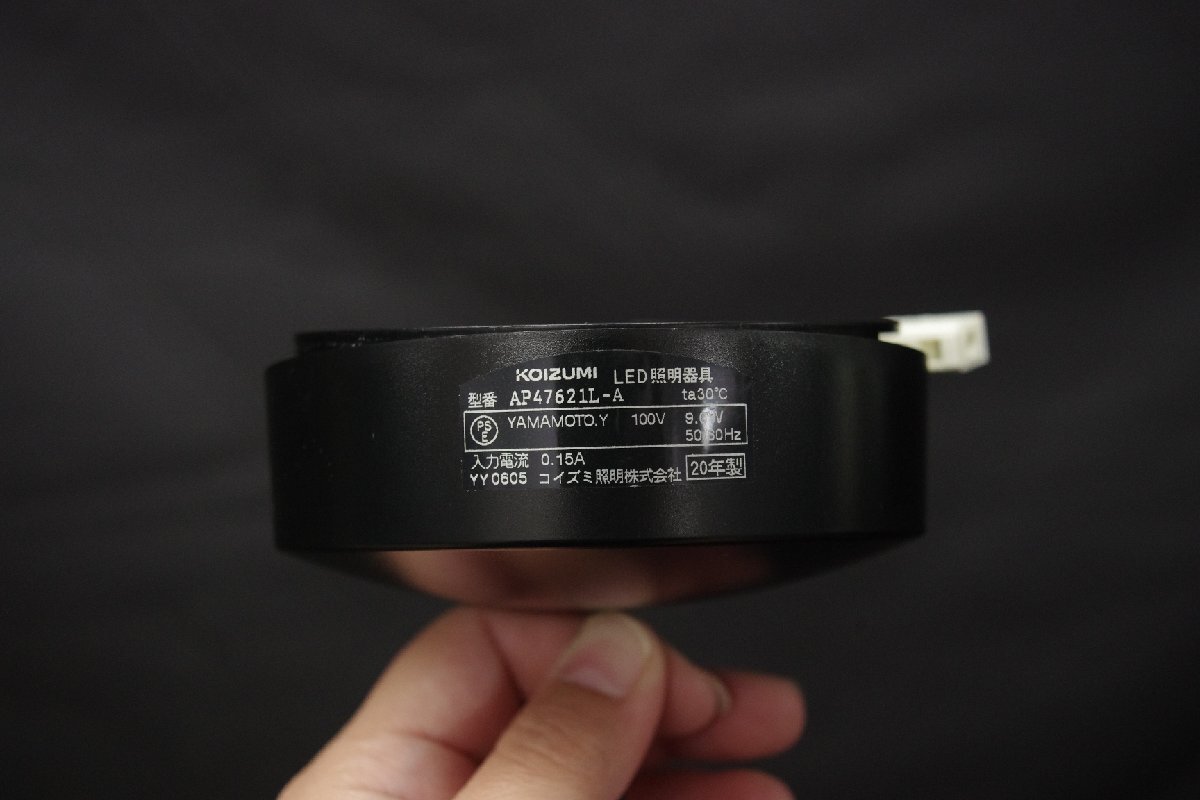 KOIZUMI LED照明器具
型番 AP47621L-A ta30℃
PS E YAMAMOTO.Y 100V
50/60Hz
入力電流 0.15A
YY0605 コイズミ照明株式会社 20年製